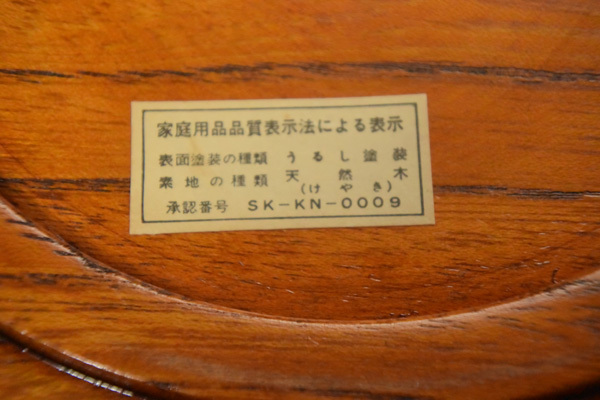 家庭用品品質表示法による表示
表面塗装の種類 うるし塗装
素地の種類 天然木
(けやき)
承認番号 SK-KN-0009